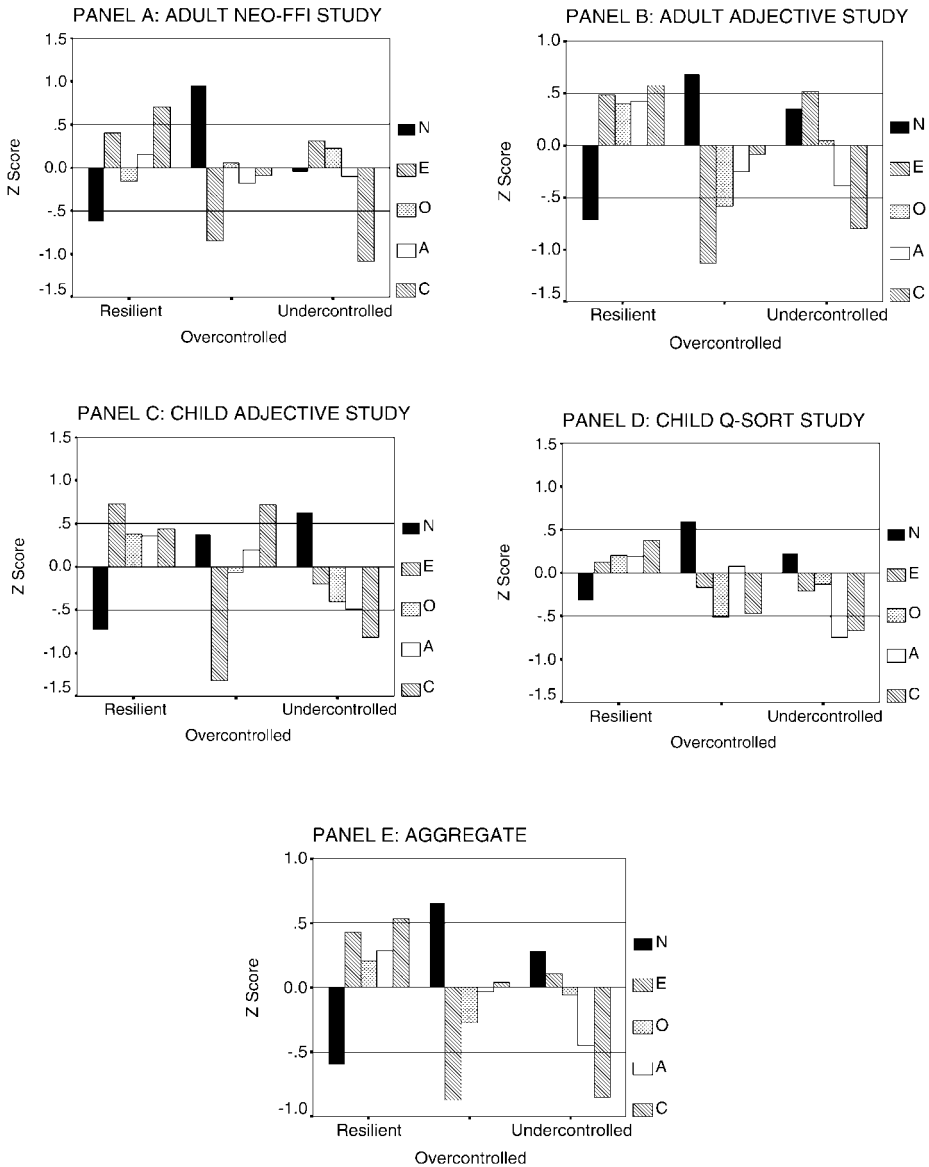 PANEL A: ADULT NEO-FFI STUDY
1.5
1.0
.5
0.0
-.5
-1.0
-1.5
Z Score
Resilient
Undercontrolled
Overcontrolled
N
E
O
A
C
PANEL B: ADULT ADJECTIVE STUDY
1.0
.5
0.0
-.5
-1.0
-1.5
Z Score
Resilient
Undercontrolled
Overcontrolled
N
E
O
A
C
PANEL C: CHILD ADJECTIVE STUDY
1.5
1.0
.5
0.0
-.5
-1.0
-1.5
Z Score
Resilient
Undercontrolled
Overcontrolled
N
E
O
A
C
PANEL D: CHILD Q-SORT STUDY
1.5
1.0
.5
0.0
-.5
-1.0
-1.5
Z Score
Resilient
Undercontrolled
Overcontrolled
N
E
O
A
C
PANEL E: AGGREGATE
1.0
.5
0.0
-.5
-1.0
Z Score
Resilient
Undercontrolled
Overcontrolled
N
E
O
A
C